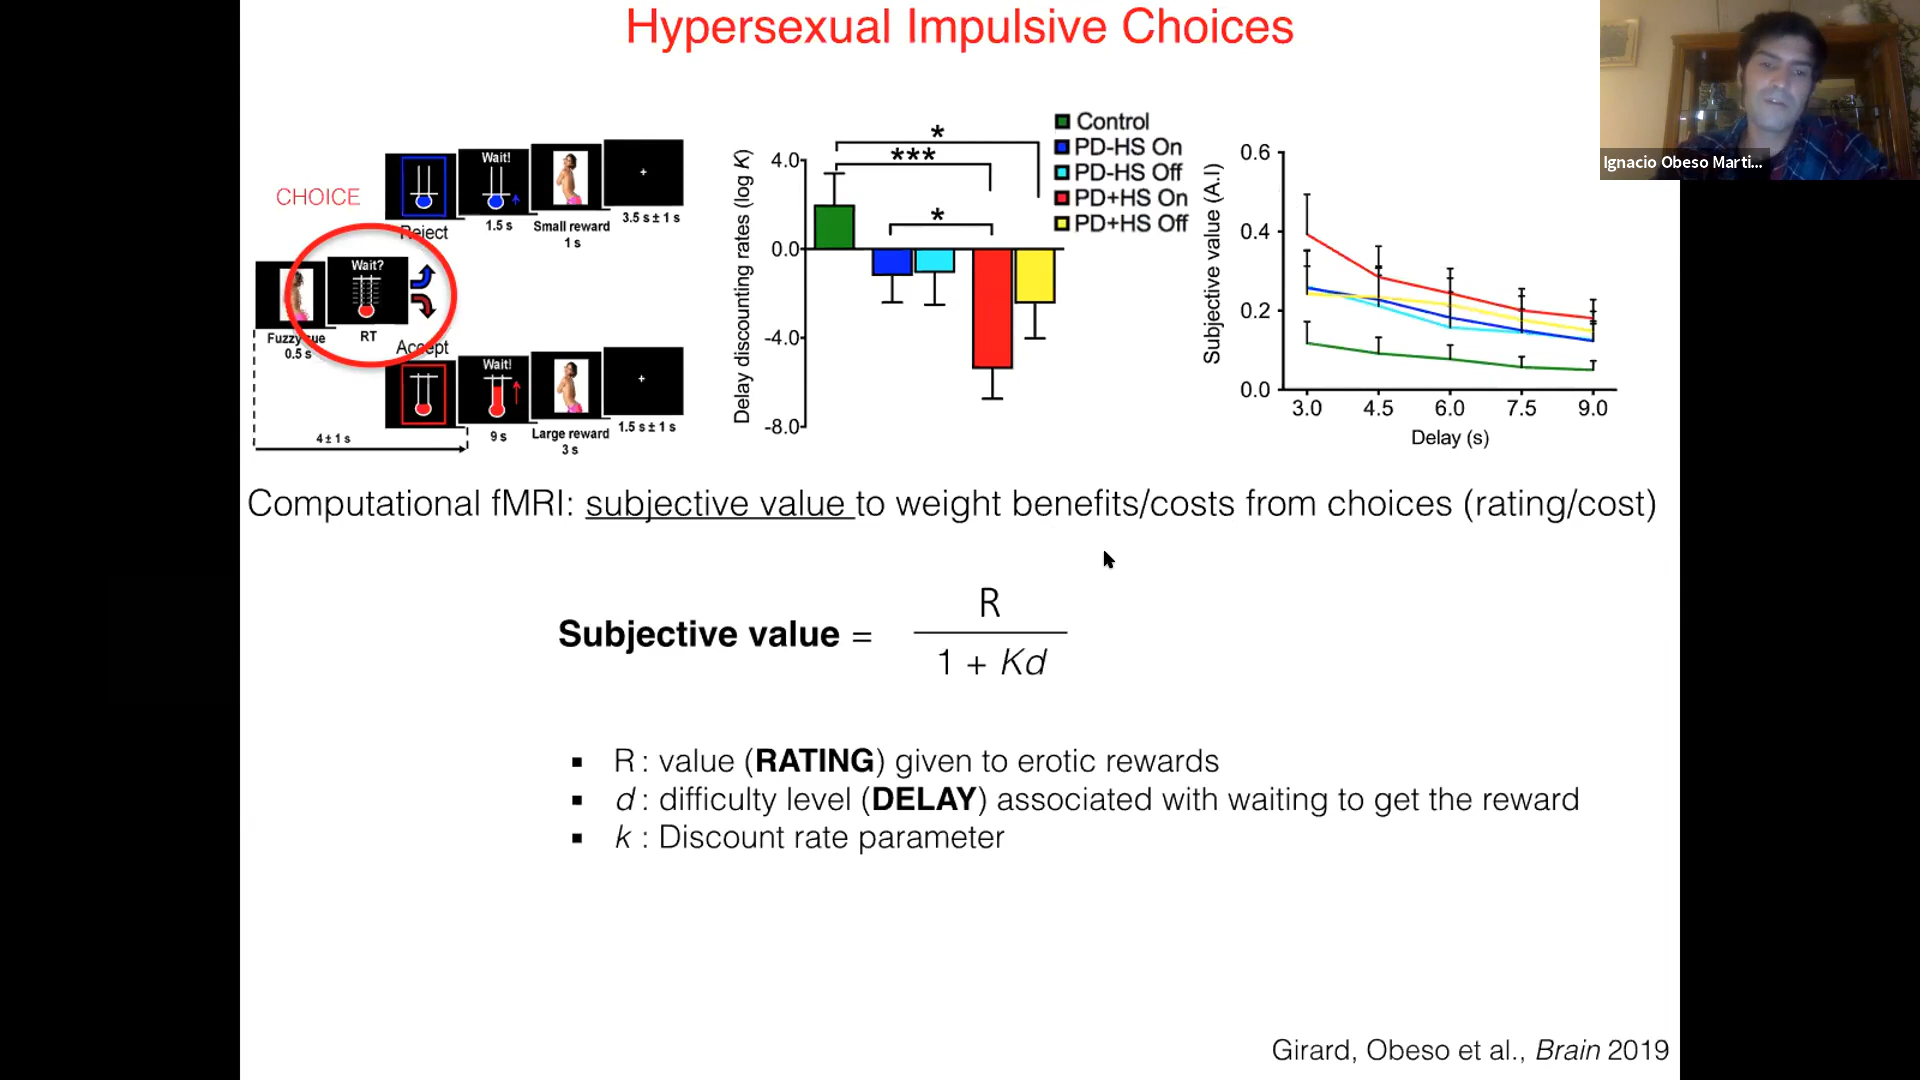 Hypersexual Impulsive Choices
Ignacio Obeso Marti...
CHOICE
Reject
Wait!
1.5 s
Small reward
1 s
+
3.5 s ± 1 s
Fuzzy cue
0.5 s
Wait?
RT
Accept
Wait!
9 s
Large reward
3 s
+
1.5 s ± 1 s
4 ± 1 s
Delay discounting rates (log K)
4.0
0.0
-4.0
-8.0
*
***
*
Control
PD-HS On
PD-HS Off
PD+HS On
PD+HS Off
Subjective value (A.I)
0.6
0.4
0.2
0.0
3.0 4.5 6.0 7.5 9.0
Delay (s)
Computational fMRI: subjective value to weight benefits/costs from choices (rating/cost)
Subjective value =
R
1 + Kd
▪ R : value (RATING) given to erotic rewards
▪ d : difficulty level (DELAY) associated with waiting to get the reward
▪ k : Discount rate parameter
Girard, Obeso et al., Brain 2019